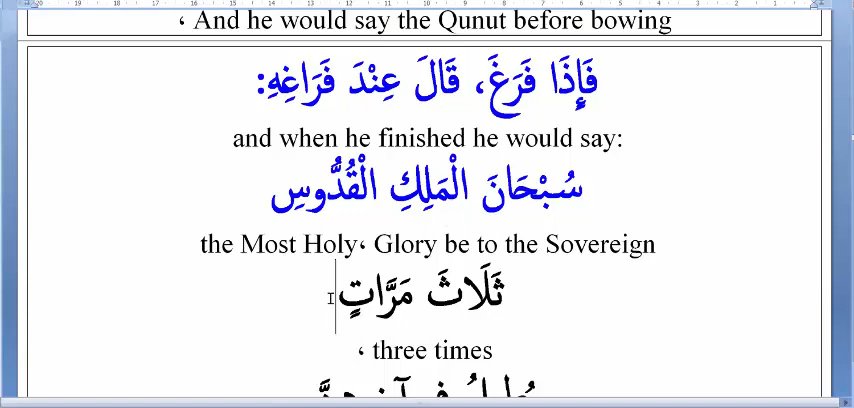 ، And he would say the Qunut before bowing
فَإِذَا فَرَغَ، قَالَ عِنْدَ فَرَاغِهِ:
and when he finished he would say:
سُبْحَانَ الْمَلِكِ الْقُدُّوسِ
the Most Holy، Glory be to the Sovereign
ثَلَاثَ مَرَّاتٍ
، three times